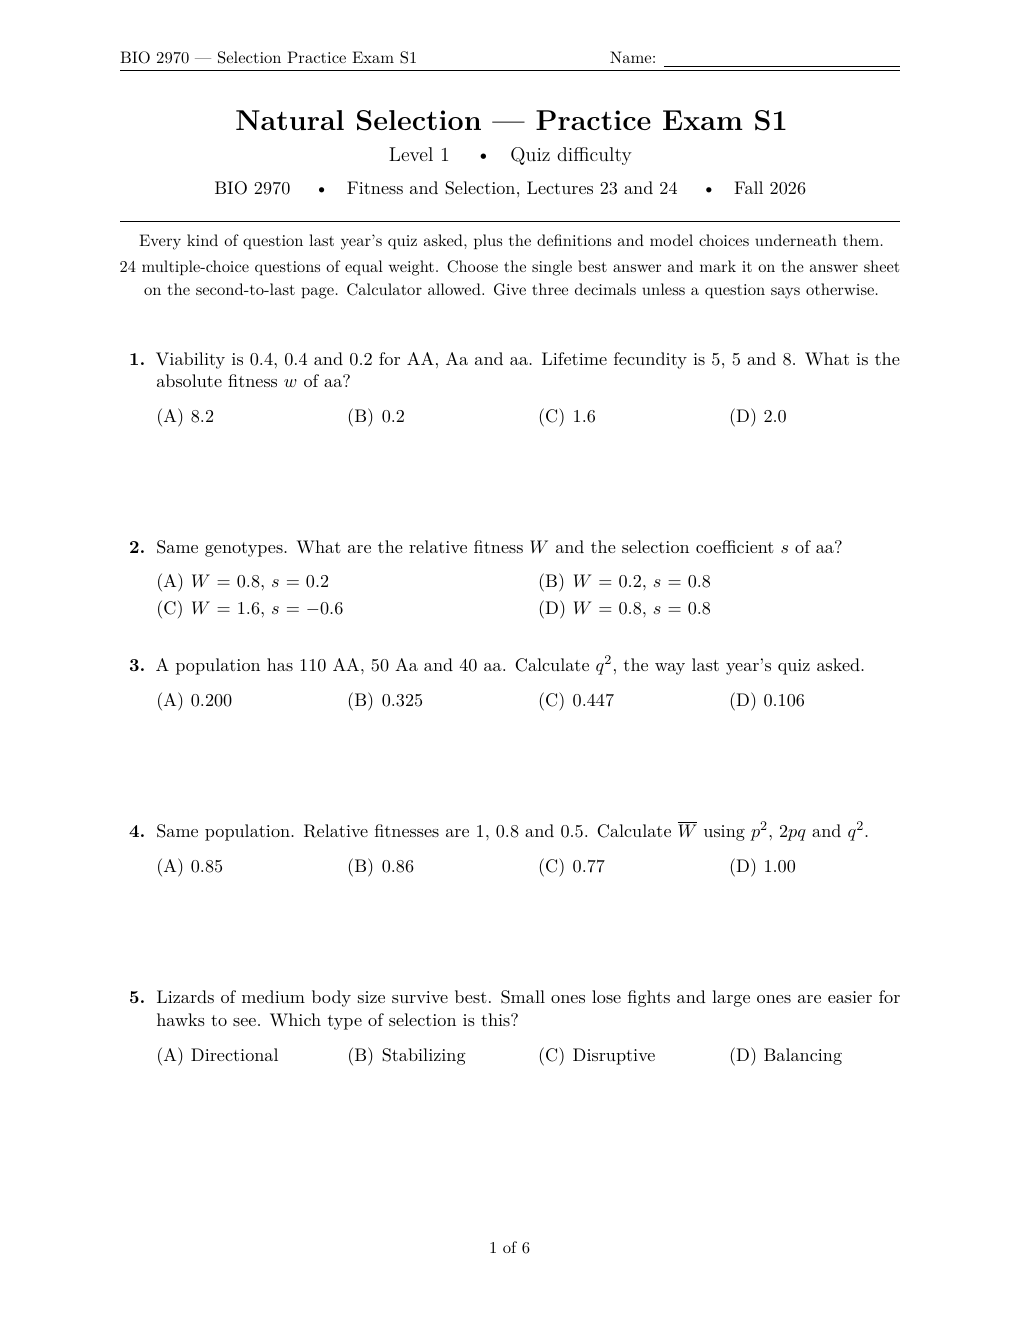 BIO 2970 — Selection Practice Exam S1 Name:
Natural Selection — Practice Exam S1
Level 1 • Quiz difficulty
BIO 2970 • Fitness and Selection, Lectures 23 and 24 • Fall 2026
Every kind of question last year's quiz asked, plus the definitions and model choices underneath them.
24 multiple-choice questions of equal weight. Choose the single best answer and mark it on the answer sheet
on the second-to-last page. Calculator allowed. Give three decimals unless a question says otherwise.
1. Viability is 0.4, 0.4 and 0.2 for AA, Aa and aa. Lifetime fecundity is 5, 5 and 8. What is the
absolute fitness w of aa?
(A) 8.2 (B) 0.2 (C) 1.6 (D) 2.0
2. Same genotypes. What are the relative fitness W and the selection coefficient s of aa?
(A) W = 0.8, s = 0.2 (B) W = 0.2, s = 0.8
(C) W = 1.6, s = −0.6 (D) W = 0.8, s = 0.8
3. A population has 110 AA, 50 Aa and 40 aa. Calculate q², the way last year's quiz asked.
(A) 0.200 (B) 0.325 (C) 0.447 (D) 0.106
4. Same population. Relative fitnesses are 1, 0.8 and 0.5. Calculate W̅ using p², 2pq and q².
(A) 0.85 (B) 0.86 (C) 0.77 (D) 1.00
5. Lizards of medium body size survive best. Small ones lose fights and large ones are easier for
hawks to see. Which type of selection is this?
(A) Directional (B) Stabilizing (C) Disruptive (D) Balancing
1 of 6